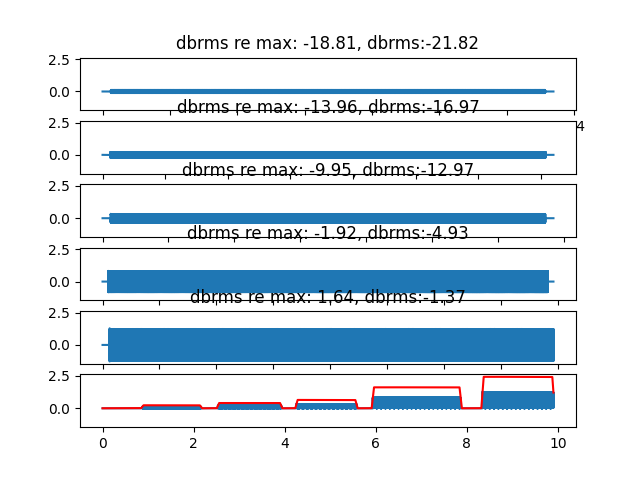 dbrms re max: -18.81, dbrms:-21.82
2.5
0.0
4
dbrms re max: -13.96, dbrms:-16.97
2.5
0.0
dbrms re max: -9.95, dbrms:-12.97
2.5
0.0
dbrms re max: -1.92, dbrms:-4.93
2.5
0.0
dbrms re max: 1.64, dbrms:-1.37
2.5
0.0
2.5
0.0
0 2 4 6 8 10